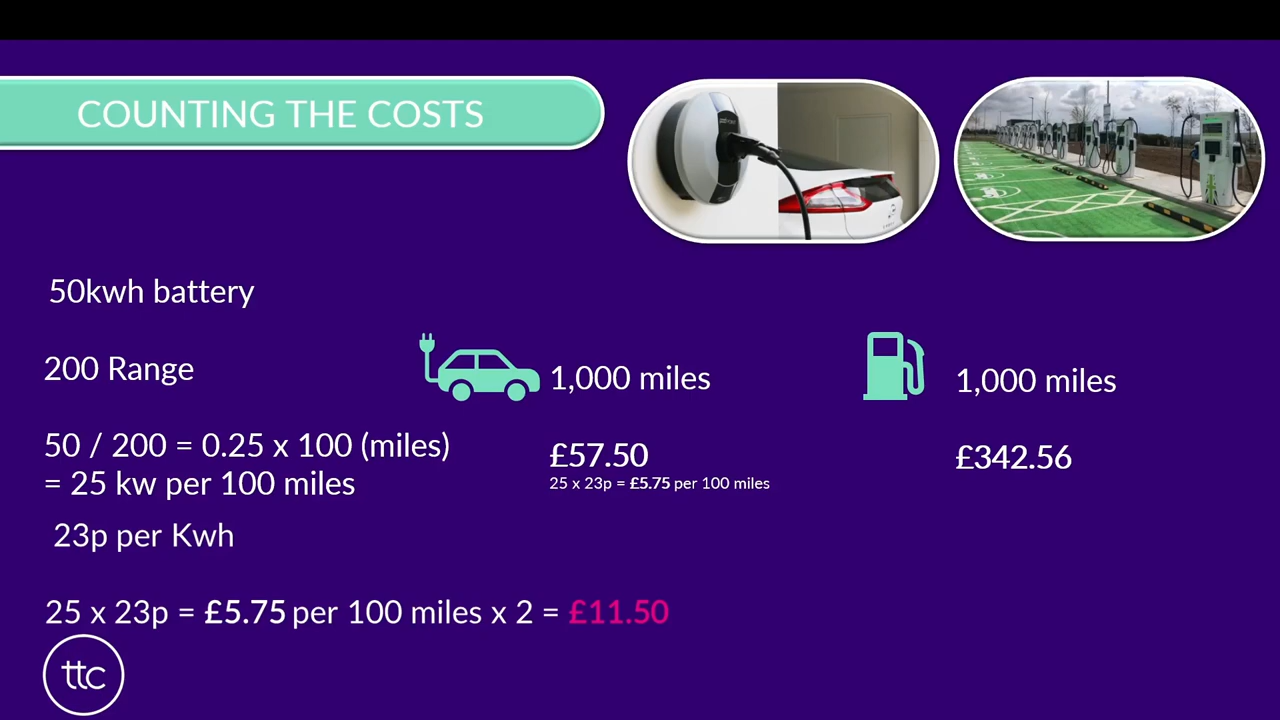 COUNTING THE COSTS
50kwh battery
200 Range
50 / 200 = 0.25 x 100 (miles)
= 25 kw per 100 miles
23p per Kwh
25 x 23p = £5.75 per 100 miles x 2 = £11.50
1,000 miles
£57.50
25 x 23p = £5.75 per 100 miles
1,000 miles
£342.56
ttc